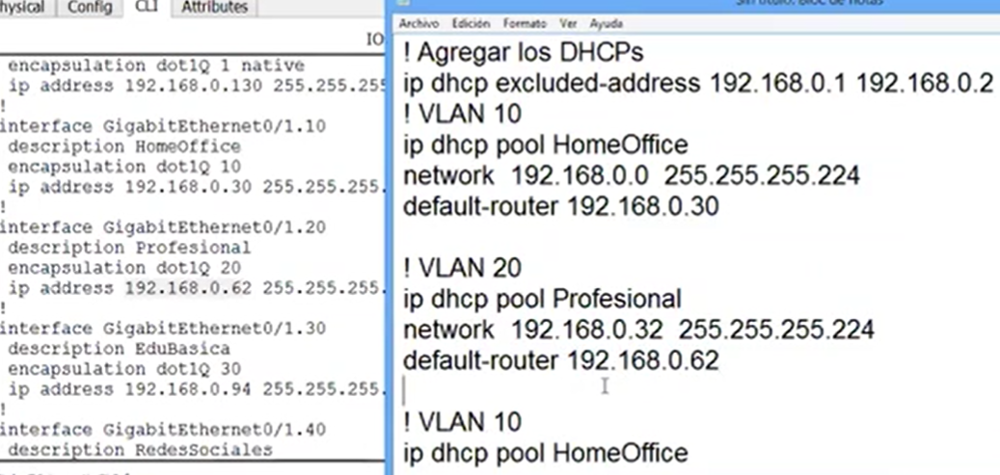 Physical Config CLI Attributes
IO
encapsulation dot1Q 1 native
ip address 192.168.0.130 255.255.255
!
interface GigabitEthernet0/1.10
description HomeOffice
encapsulation dot1Q 10
ip address 192.168.0.30 255.255.255.
!
interface GigabitEthernet0/1.20
description Profesional
encapsulation dot1Q 20
ip address 192.168.0.62 255.255.255.
!
interface GigabitEthernet0/1.30
description EduBasica
encapsulation dot1Q 30
ip address 192.168.0.94 255.255.255.
!
interface GigabitEthernet0/1.40
description RedesSociales
Sin título: Bloc de notas
Archivo Edición Formato Ver Ayuda
! Agregar los DHCPs
ip dhcp excluded-address 192.168.0.1 192.168.0.2
! VLAN 10
ip dhcp pool HomeOffice
network 192.168.0.0 255.255.255.224
default-router 192.168.0.30
! VLAN 20
ip dhcp pool Profesional
network 192.168.0.32 255.255.255.224
default-router 192.168.0.62
! VLAN 10
ip dhcp pool HomeOffice